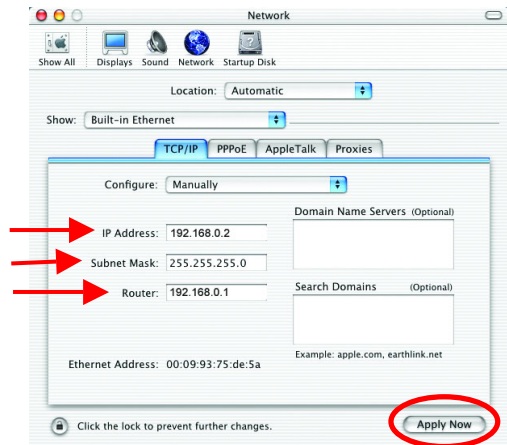 Network
Show All Displays Sound Network Startup Disk
Location: Automatic
Show: Built-in Ethernet
TCP/IP PPPoE AppleTalk Proxies
Configure: Manually
Domain Name Servers (Optional)
IP Address: 192.168.0.2
Subnet Mask: 255.255.255.0
Router: 192.168.0.1
Search Domains (Optional)
Example: apple.com, earthlink.net
Ethernet Address: 00:09:93:75:de:5a
Click the lock to prevent further changes.
Apply Now